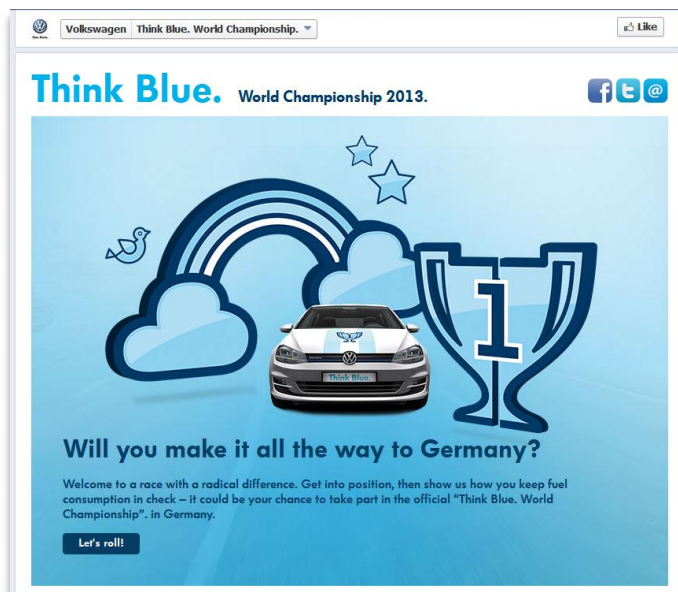 Volkswagen Think Blue. World Championship.
Like
Das Auto.
Think Blue. World Championship 2013.
f t @
1
Think Blue.
Will you make it all the way to Germany?
Welcome to a race with a radical difference. Get into position, then show us how you keep fuel
consumption in check – it could be your chance to take part in the official “Think Blue. World
Championship”. in Germany.
Let's roll!